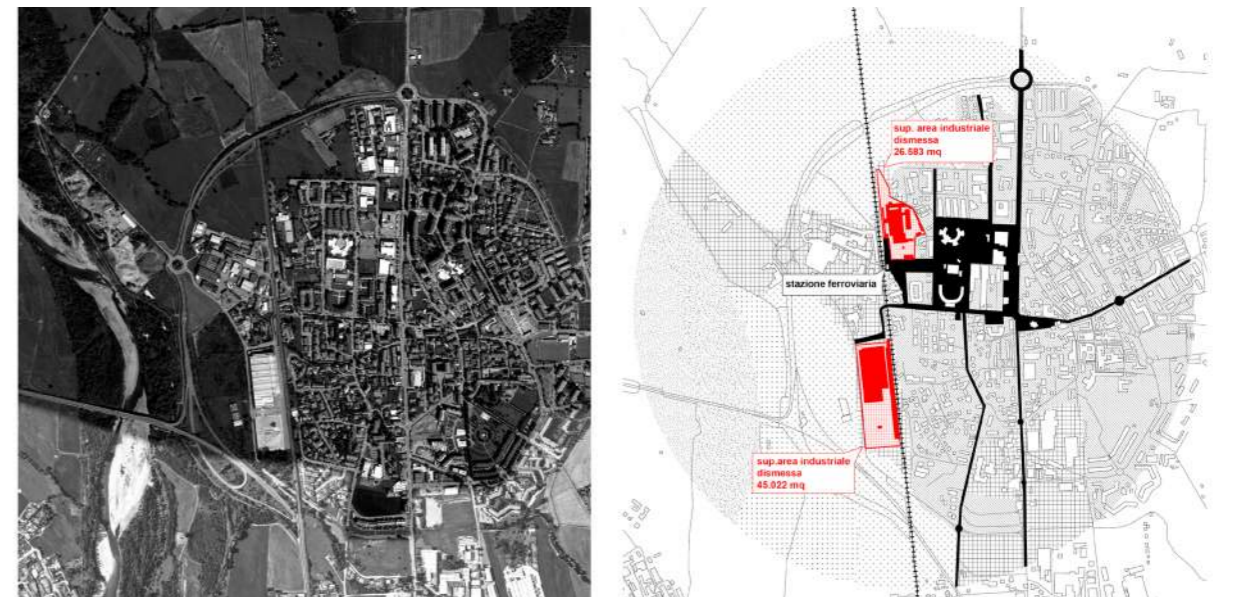 sup. area industriale
dismessa
26.583 mq
stazione ferroviaria
sup.area industriale
dismessa
45.022 mq